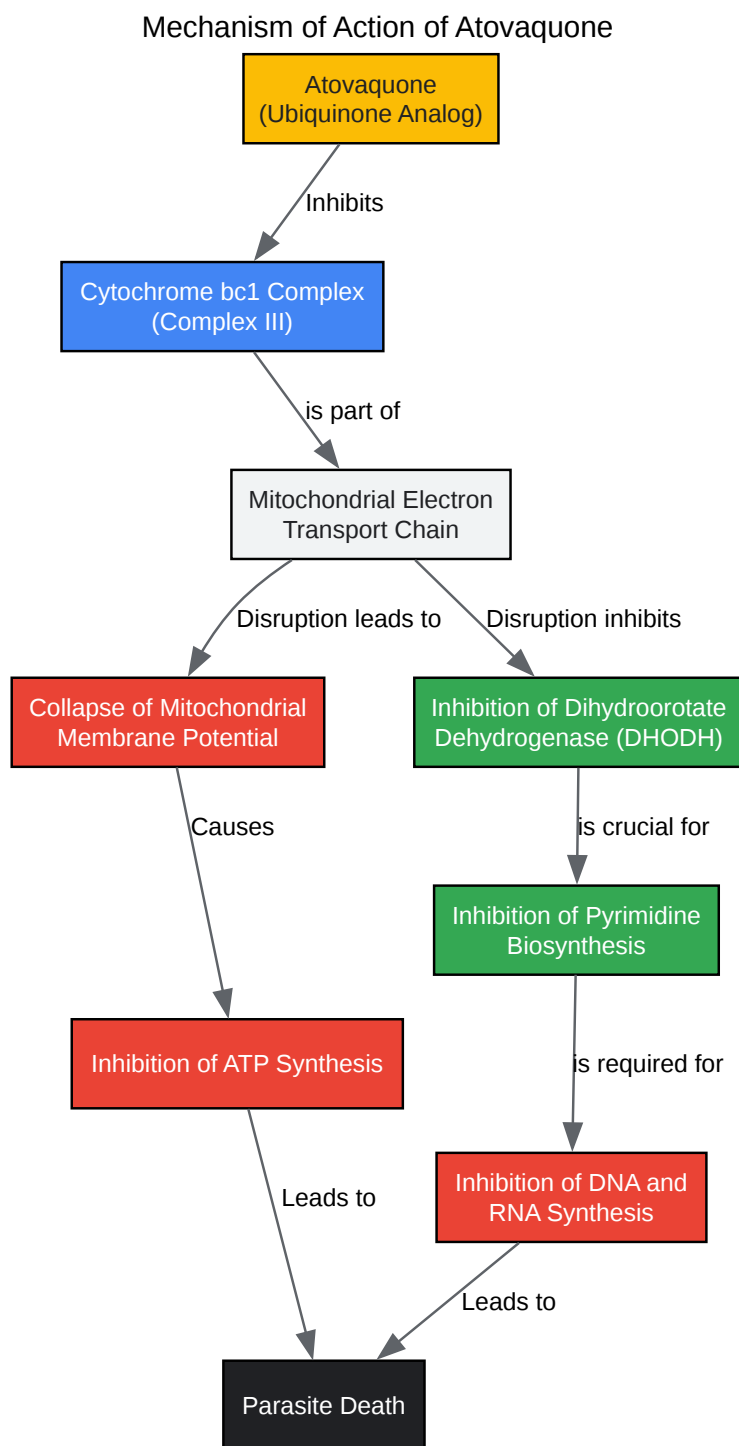 Mechanism of Action of Atovaquone
Atovaquone
(Ubiquinone Analog)
Inhibits
Cytochrome bc1 Complex
(Complex III)
is part of
Mitochondrial Electron
Transport Chain
Disruption leads to
Disruption inhibits
Collapse of Mitochondrial
Membrane Potential
Inhibition of Dihydroorotate
Dehydrogenase (DHODH)
Causes
is crucial for
Inhibition of Pyrimidine
Biosynthesis
Inhibition of ATP Synthesis
is required for
Inhibition of DNA and
RNA Synthesis
Leads to
Leads to
Parasite Death